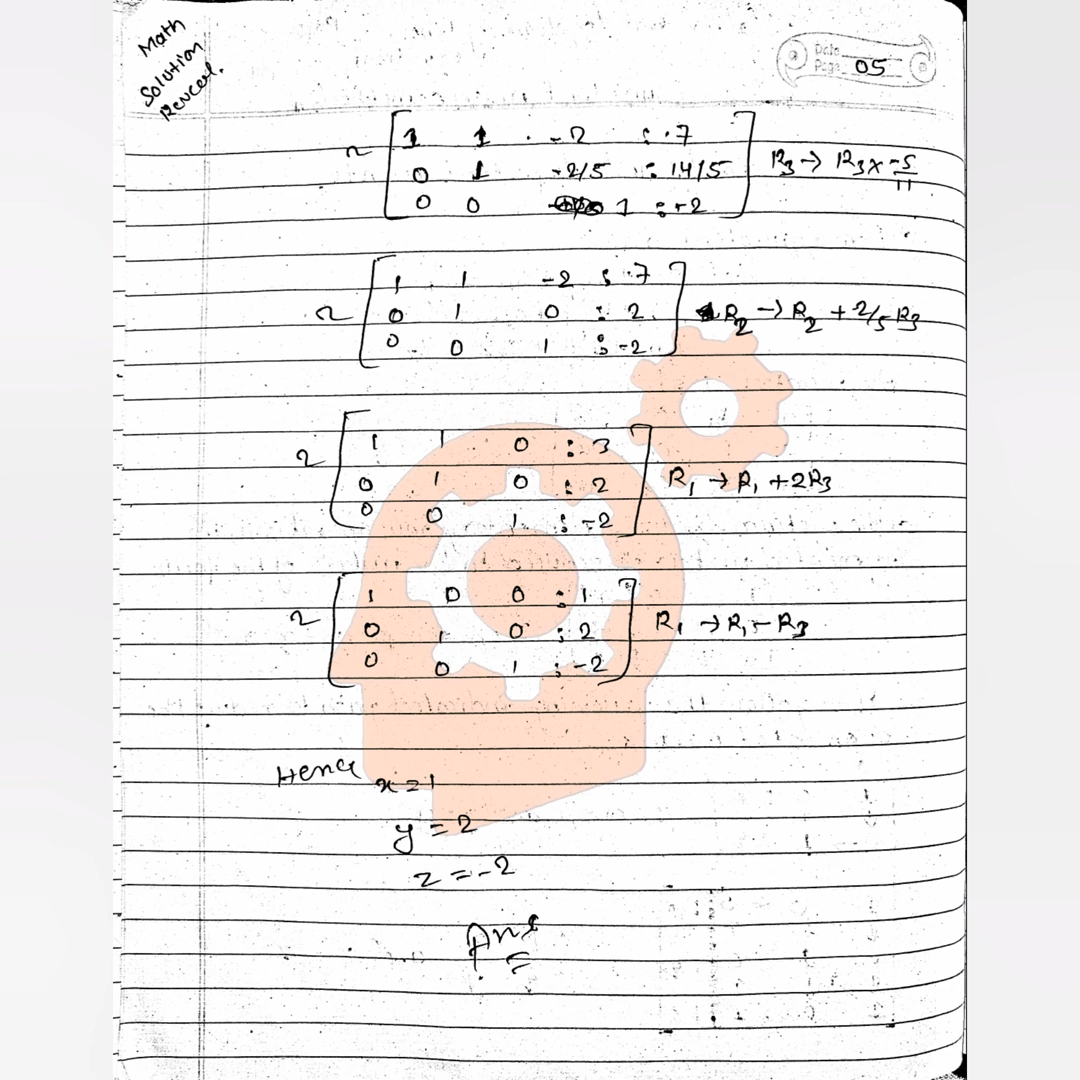 Math
Solution
Renced.
Date
Page 05
~ [ 1 1 -2 : 7
0 1 -2/5 : 14/5
0 0 1 : -2 ] R3 → R3 x -5/11
~ [ 1 1 -2 : 7
0 1 0 : 2
0 0 1 : -2 ] R2 → R2 + 2/5 R3
~ [ 1 1 0 : 3
0 1 0 : 2
0 0 1 : -2 ] R1 → R1 + 2R3
~ [ 1 0 0 : 1
0 1 0 : 2
0 0 1 : -2 ] R1 → R1 - R3
Hence x = 1
y = 2
z = -2
Ans